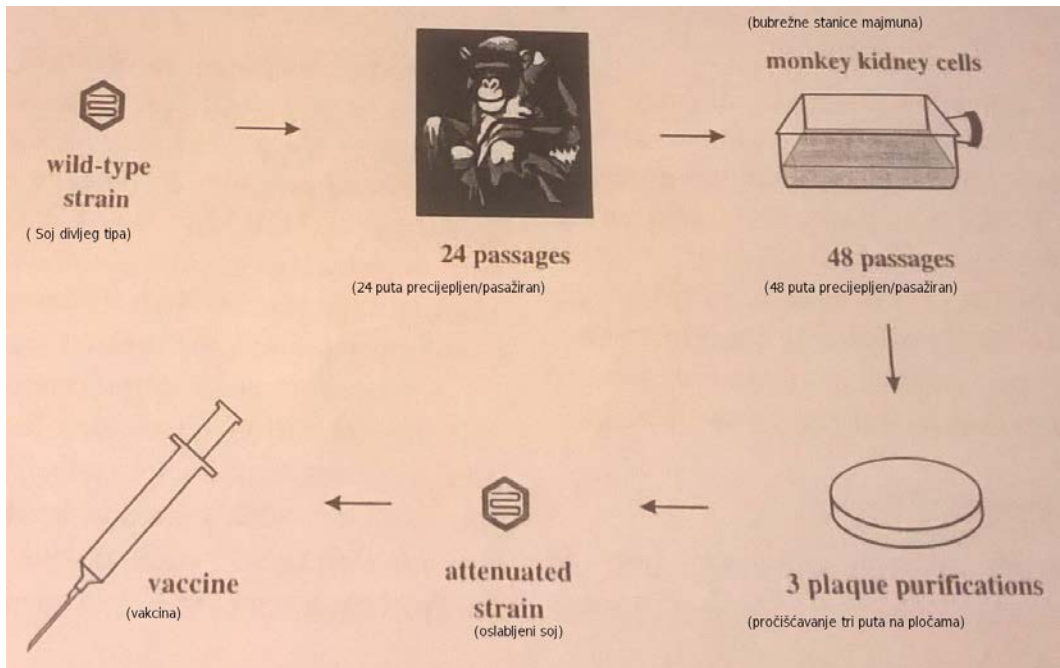 wild-type
strain
( Soj divljeg tipa)
24 passages
(24 puta precijepljen/pasažiran)
(bubrežne stanice majmuna)
monkey kidney cells
48 passages
(48 puta precijepljen/pasažiran)
3 plaque purifications
(pročišćavanje tri puta na pločama)
attenuated
strain
(oslabljeni soj)
vaccine
(vakcina)